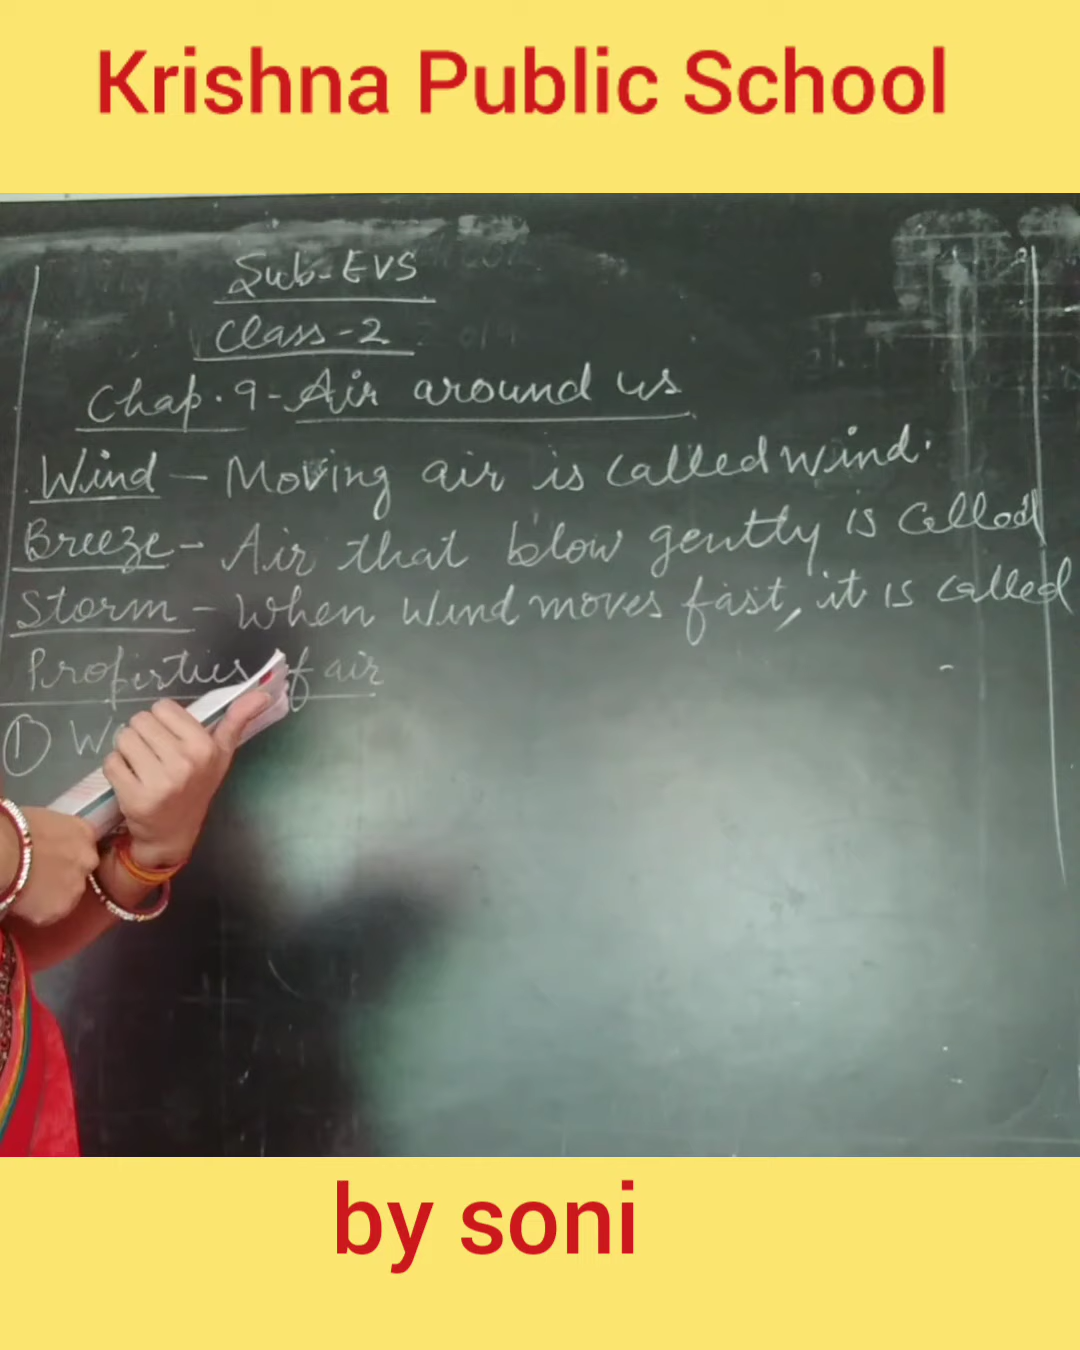 Krishna Public School
Sub-EVS
Class-2
Chap. 9-Air around us
Wind - Moving air is called wind.
Breeze - Air that blow gently is called
Storm - When wind moves fast, it is called
Properties of air
① W
by soni